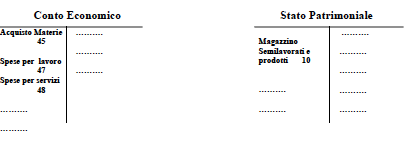 Conto Economico
Acquisto Materie
45
Spese per lavoro
47
Spese per servizi
48
..........
..........
..........
..........
..........
Stato Patrimoniale
Magazzino
Semilavorati e
prodotti 10
..........
..........
..........
..........
..........
..........
..........